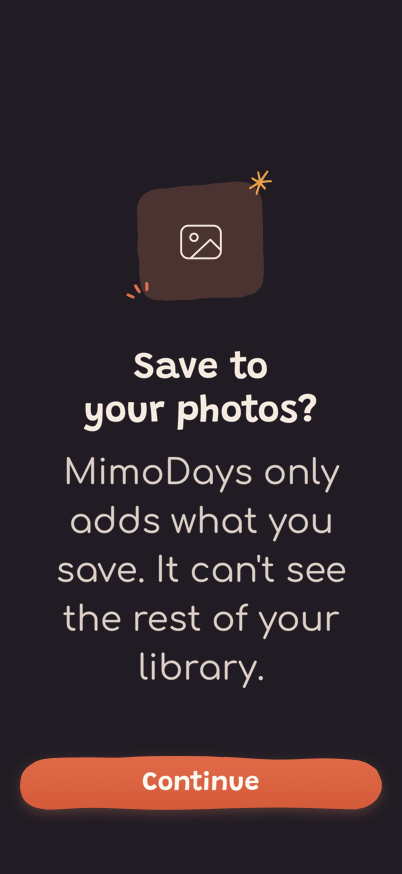 Save to
your photos?
MimoDays only
adds what you
save. It can't see
the rest of your
library.
Continue